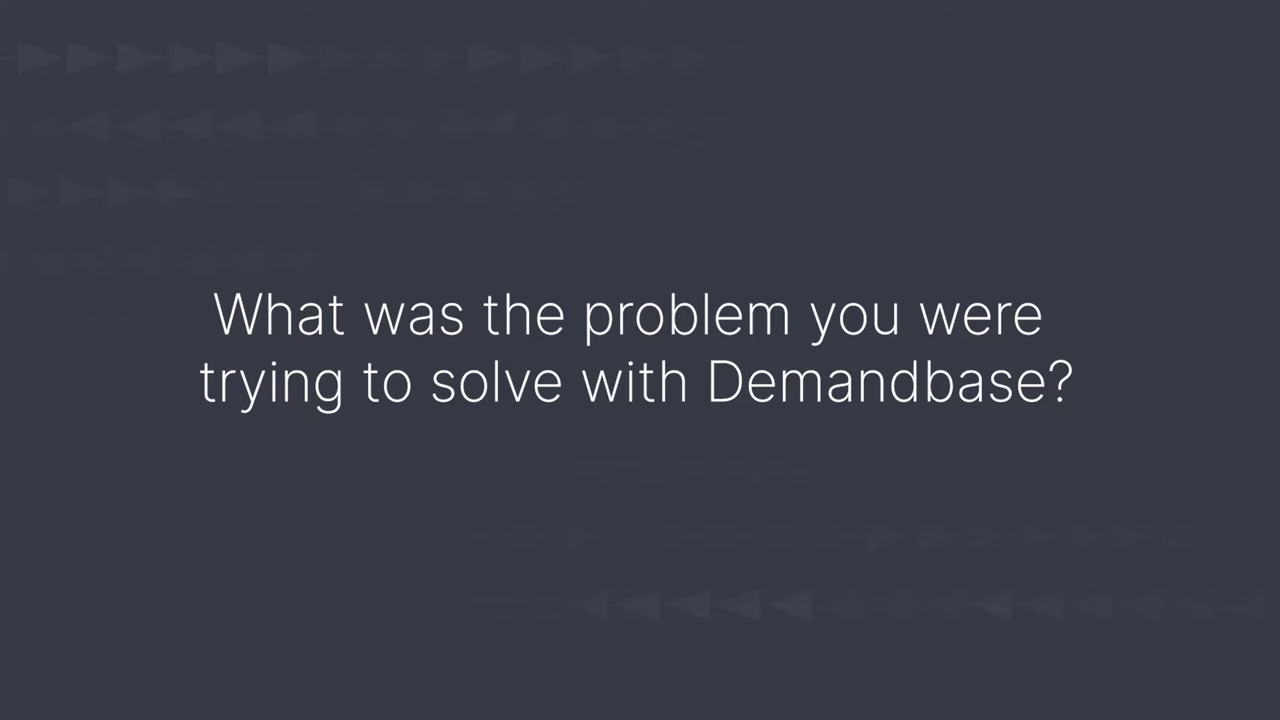 What was the problem you were
trying to solve with Demandbase?